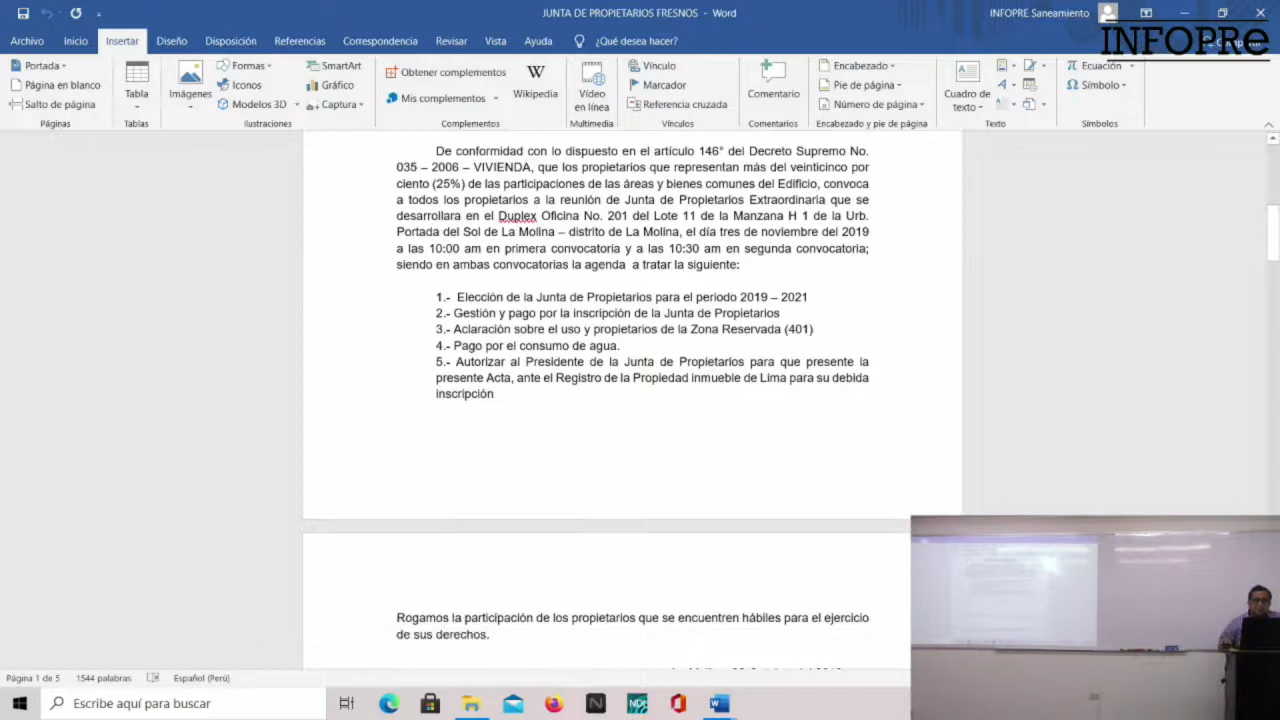 JUNTA DE PROPIETARIOS FRESNOS - Word
INFOPRE Saneamiento
INFOPRe
Archivo Inicio Insertar Diseño Disposición Referencias Correspondencia Revisar Vista Ayuda ¿Qué desea hacer?
Portada
Página en blanco
Salto de página
Páginas
Tabla
Tablas
Imágenes
Formas
Iconos
Modelos 3D
SmartArt
Gráfico
Captura
Ilustraciones
Obtener complementos
Mis complementos
Wikipedia
Complementos
Vídeo
en línea
Multimedia
Vínculo
Marcador
Referencia cruzada
Vínculos
Comentario
Comentarios
Encabezado
Pie de página
Número de página
Encabezado y pie de página
Cuadro de
texto
Texto
Ecuación
Símbolo
Símbolos
De conformidad con lo dispuesto en el artículo 146° del Decreto Supremo No.
035 – 2006 – VIVIENDA, que los propietarios que representan más del veinticinco por
ciento (25%) de las participaciones de las áreas y bienes comunes del Edificio, convoca
a todos los propietarios a la reunión de Junta de Propietarios Extraordinaria que se
desarrollara en el Duplex Oficina No. 201 del Lote 11 de la Manzana H 1 de la Urb.
Portada del Sol de La Molina – distrito de La Molina, el día tres de noviembre del 2019
a las 10:00 am en primera convocatoria y a las 10:30 am en segunda convocatoria;
siendo en ambas convocatorias la agenda a tratar la siguiente:
1.- Elección de la Junta de Propietarios para el periodo 2019 – 2021
2.- Gestión y pago por la inscripción de la Junta de Propietarios
3.- Aclaración sobre el uso y propietarios de la Zona Reservada (401)
4.- Pago por el consumo de agua.
5.- Autorizar al Presidente de la Junta de Propietarios para que presente la
presente Acta, ante el Registro de la Propiedad Inmueble de Lima para su debida
inscripción
Rogamos la participación de los propietarios que se encuentren hábiles para el ejercicio
de sus derechos.
Página 1 de 5 1544 palabras Español (Perú)
Escribe aquí para buscar